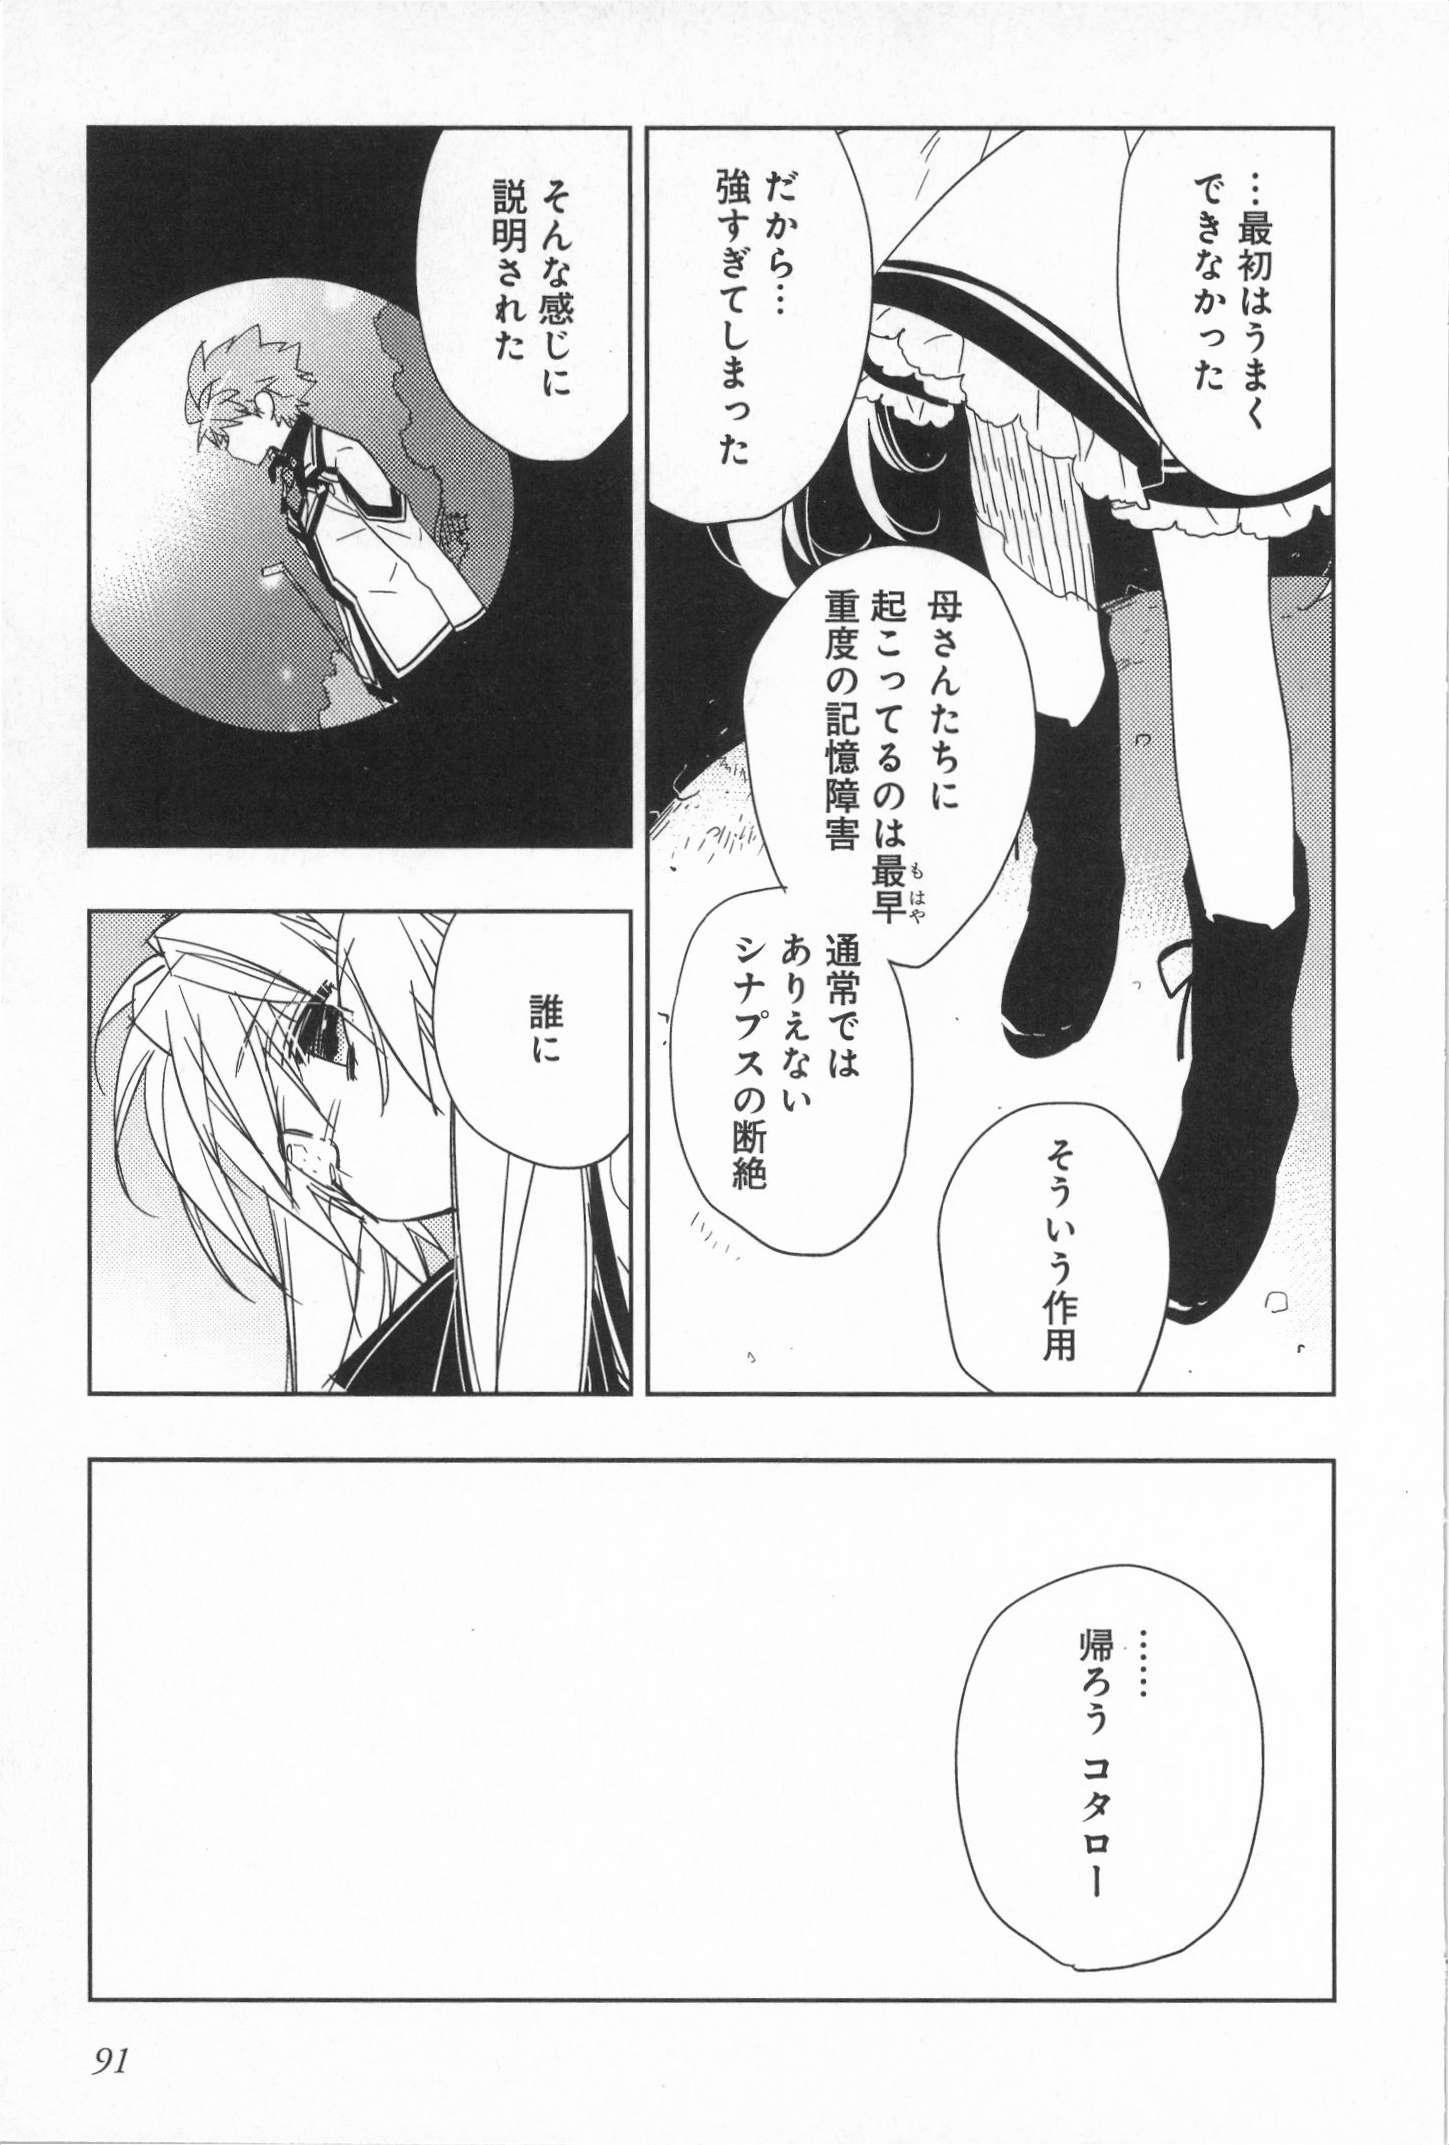 …最初はうまく
できなかった
だから…
強すぎてしまった
母さんたちに
起こってるのは最早
もはや
重度の記憶障害
通常では
ありえない
シナプスの断絶
そういう作用
そんな感じに
説明された
誰に
……
帰ろう コタロー
91